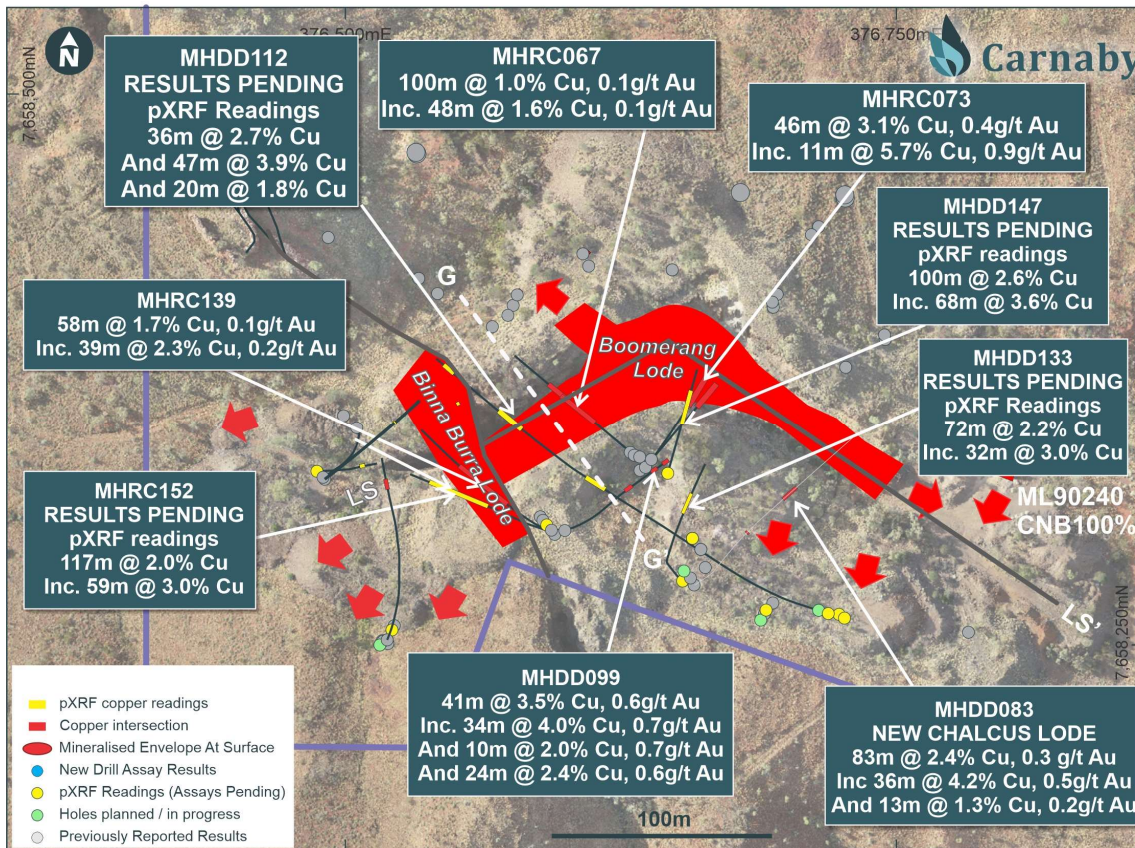 376,500mE
376,750mE
7,658,500mN
N
Carnaby
MHDD112
RESULTS PENDING
pXRF Readings
36m @ 2.7% Cu
And 47m @ 3.9% Cu
And 20m @ 1.8% Cu
MHRC067
100m @ 1.0% Cu, 0.1g/t Au
Inc. 48m @ 1.6% Cu, 0.1g/t Au
MHRC073
46m @ 3.1% Cu, 0.4g/t Au
Inc. 11m @ 5.7% Cu, 0.9g/t Au
MHDD147
RESULTS PENDING
pXRF readings
100m @ 2.6% Cu
Inc. 68m @ 3.6% Cu
MHRC139
58m @ 1.7% Cu, 0.1g/t Au
Inc. 39m @ 2.3% Cu, 0.2g/t Au
G
Boomerang
Lode
Binna Burra Lode
MHDD133
RESULTS PENDING
pXRF Readings
72m @ 2.2% Cu
Inc. 32m @ 3.0% Cu
LS
MHRC152
RESULTS PENDING
pXRF readings
117m @ 2.0% Cu
Inc. 59m @ 3.0% Cu
ML90240
CNB100%
G
LS'
7,658,250mN
MHDD099
41m @ 3.5% Cu, 0.6g/t Au
Inc. 34m @ 4.0% Cu, 0.7g/t Au
And 10m @ 2.0% Cu, 0.7g/t Au
And 24m @ 2.4% Cu, 0.6g/t Au
MHDD083
NEW CHALCUS LODE
83m @ 2.4% Cu, 0.3 g/t Au
Inc 36m @ 4.2% Cu, 0.5g/t Au
And 13m @ 1.3% Cu, 0.2g/t Au
pXRF copper readings
Copper intersection
Mineralised Envelope At Surface
New Drill Assay Results
pXRF Readings (Assays Pending)
Holes planned / in progress
Previously Reported Results
100m